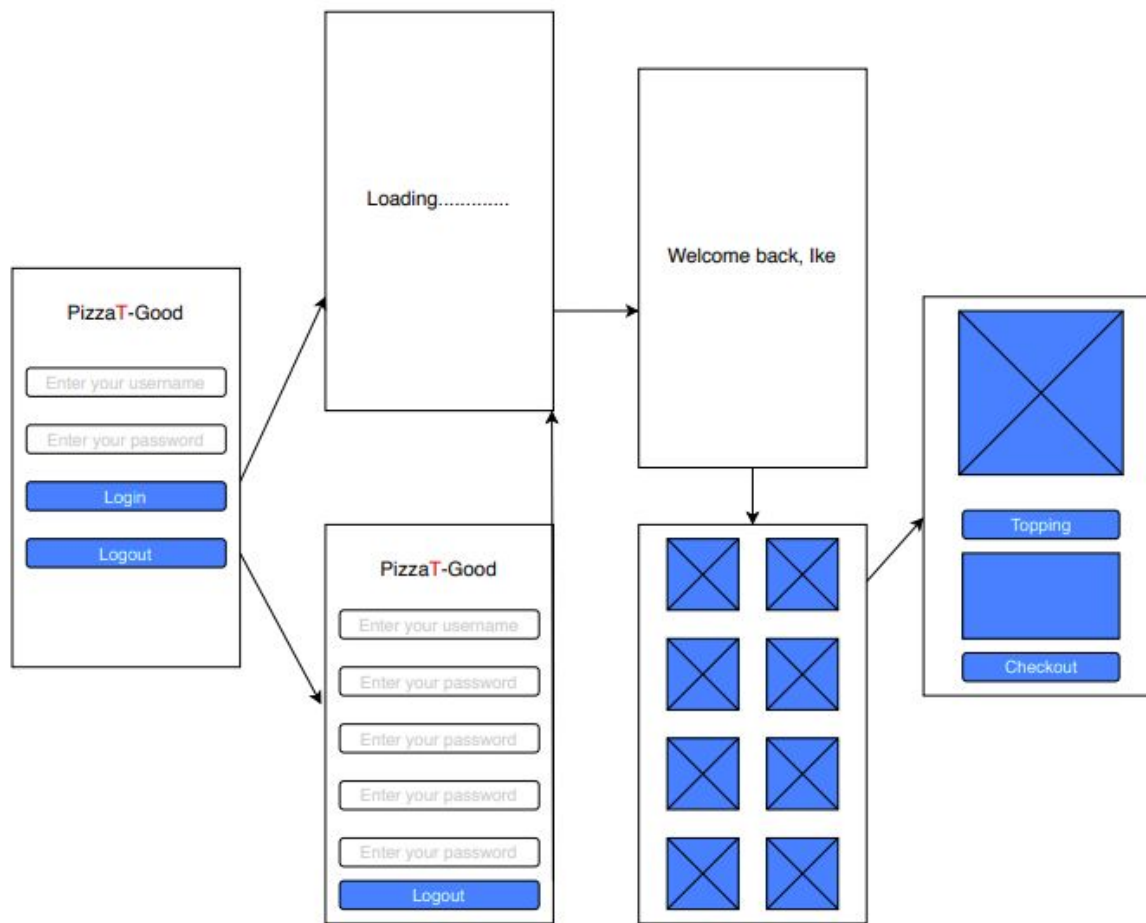 PizzaT-Good
Enter your username
Enter your password
Login
Logout
Loading.............
PizzaT-Good
Enter your username
Enter your password
Enter your password
Enter your password
Enter your password
Logout
Welcome back, Ike
Topping
Checkout